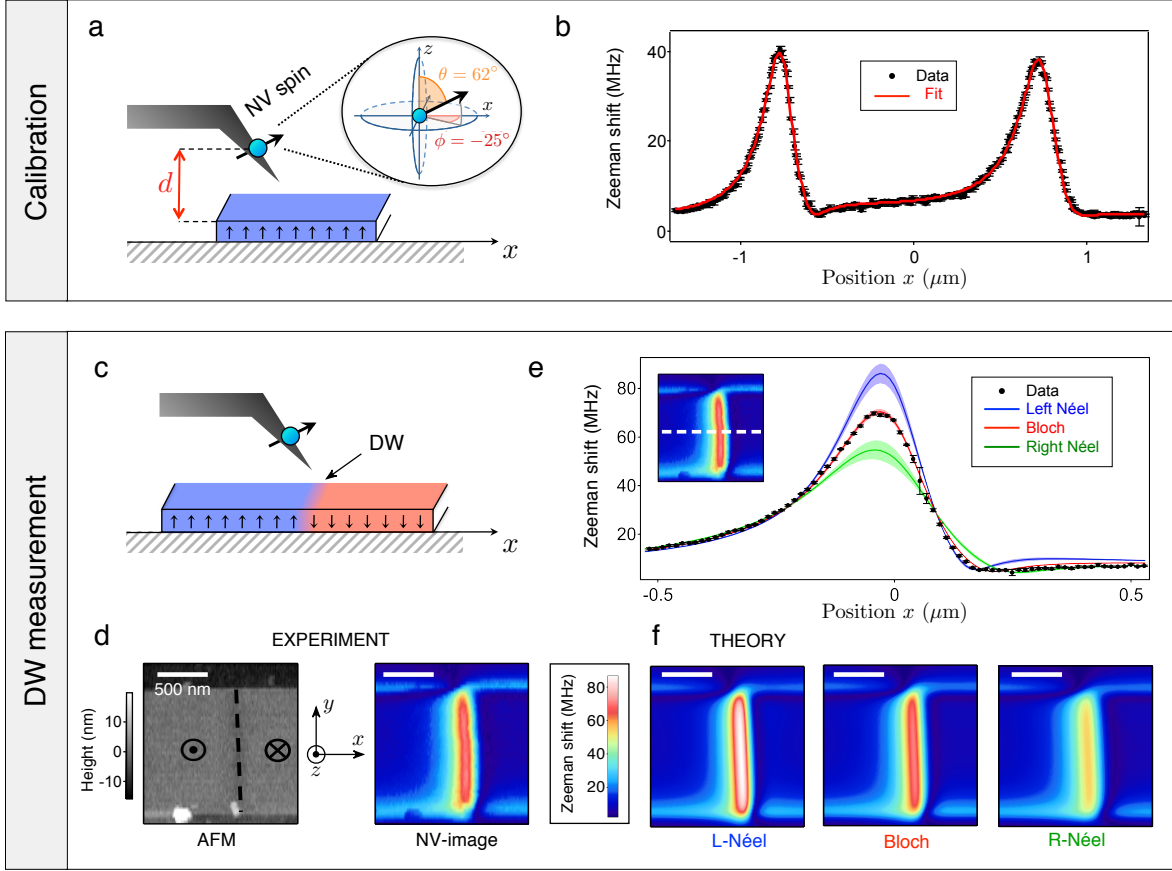 Calibration
a
NV spin
z
θ = 62°
x
ϕ = −25°
d
x
b
Zeeman shift (MHz)
40
20
0
Data
Fit
-1
0
1
Position x (μm)
DW measurement
c
DW
x
e
Zeeman shift (MHz)
80
60
40
20
Data
Left Néel
Bloch
Right Néel
-0.5
0
0.5
Position x (μm)
d
EXPERIMENT
Height (nm)
10
0
-10
500 nm
AFM
y
x
z
NV-image
Zeeman shift (MHz)
80
60
40
20
f
THEORY
L-Néel
Bloch
R-Néel